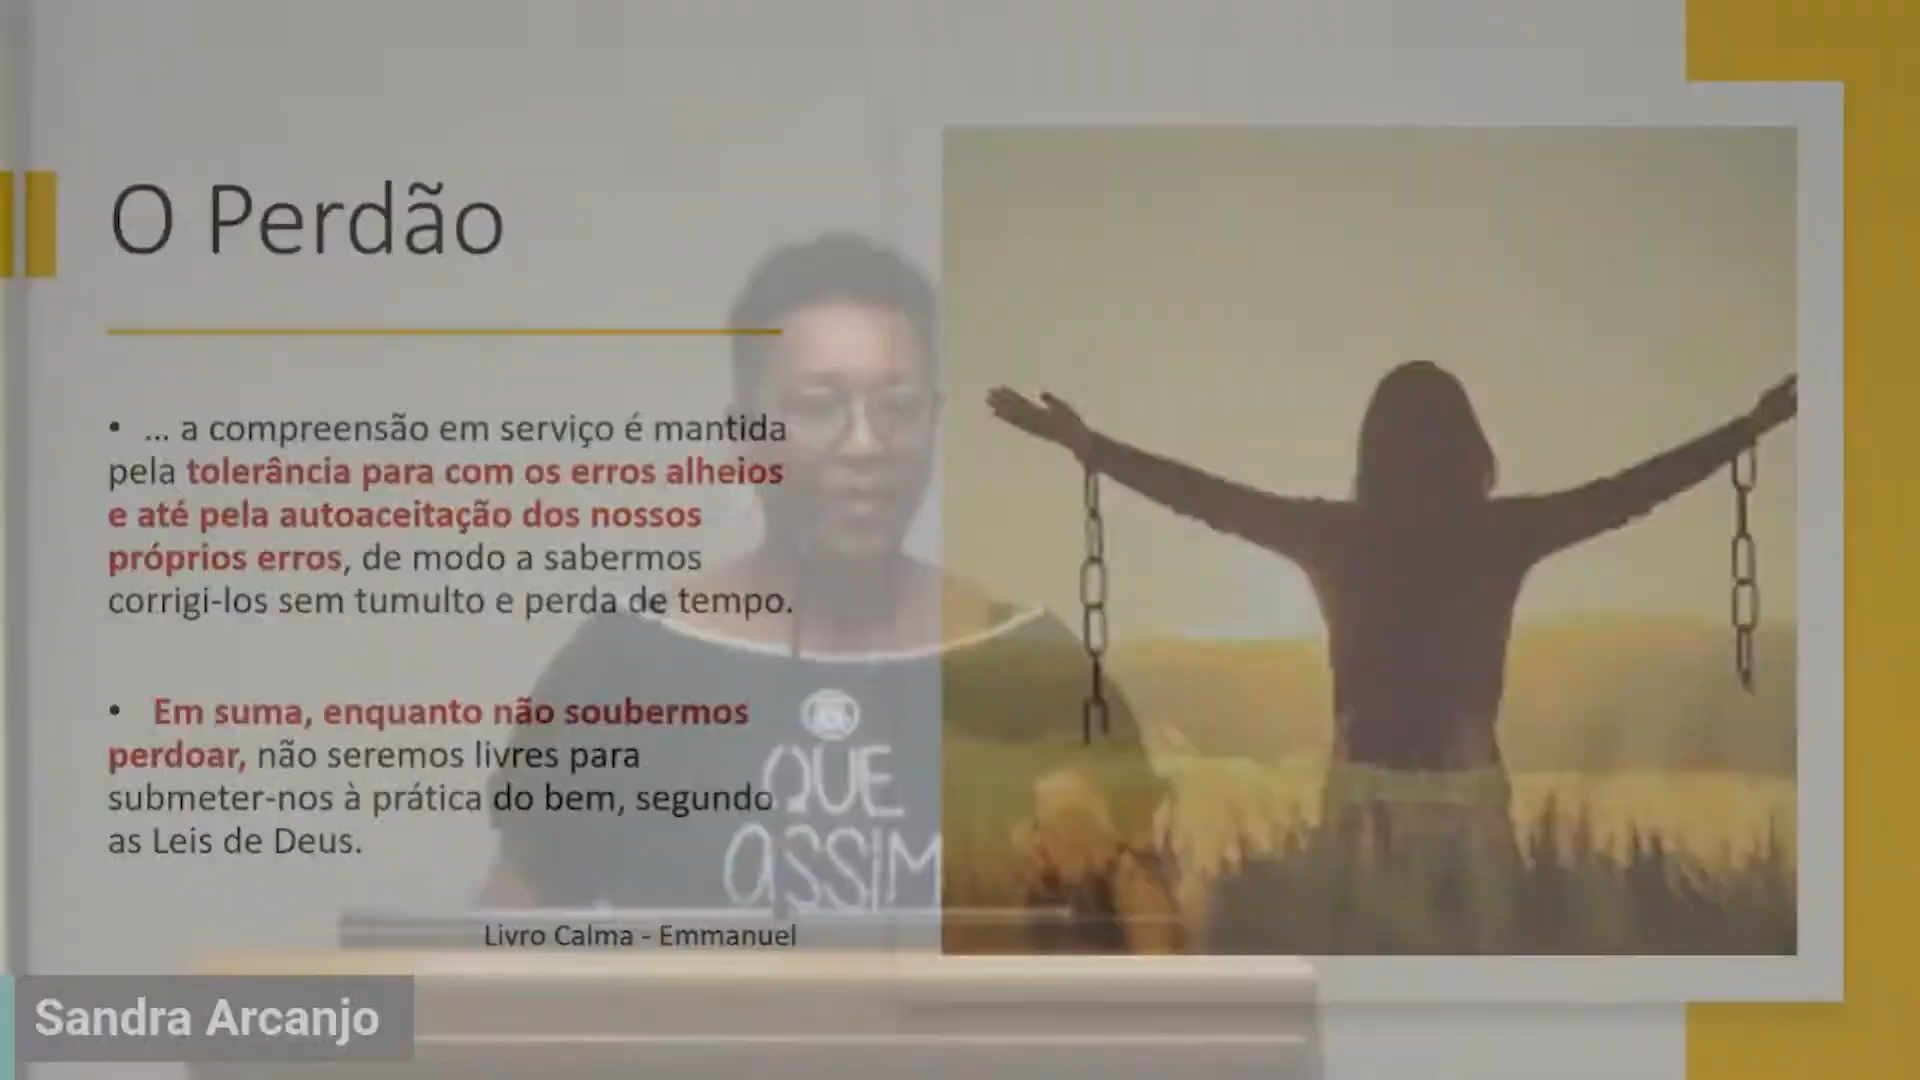 O Perdão
• ... a compreensão em serviço é mantida
pela tolerância para com os erros alheios
e até pela autoaceitação dos nossos
próprios erros, de modo a sabermos
corrigi-los sem tumulto e perda de tempo.
• Em suma, enquanto não soubermos
perdoar, não seremos livres para
submeter-nos à prática do bem, segundo
as Leis de Deus.
QUE
ASSIM
Livro Calma - Emmanuel
Sandra Arcanjo